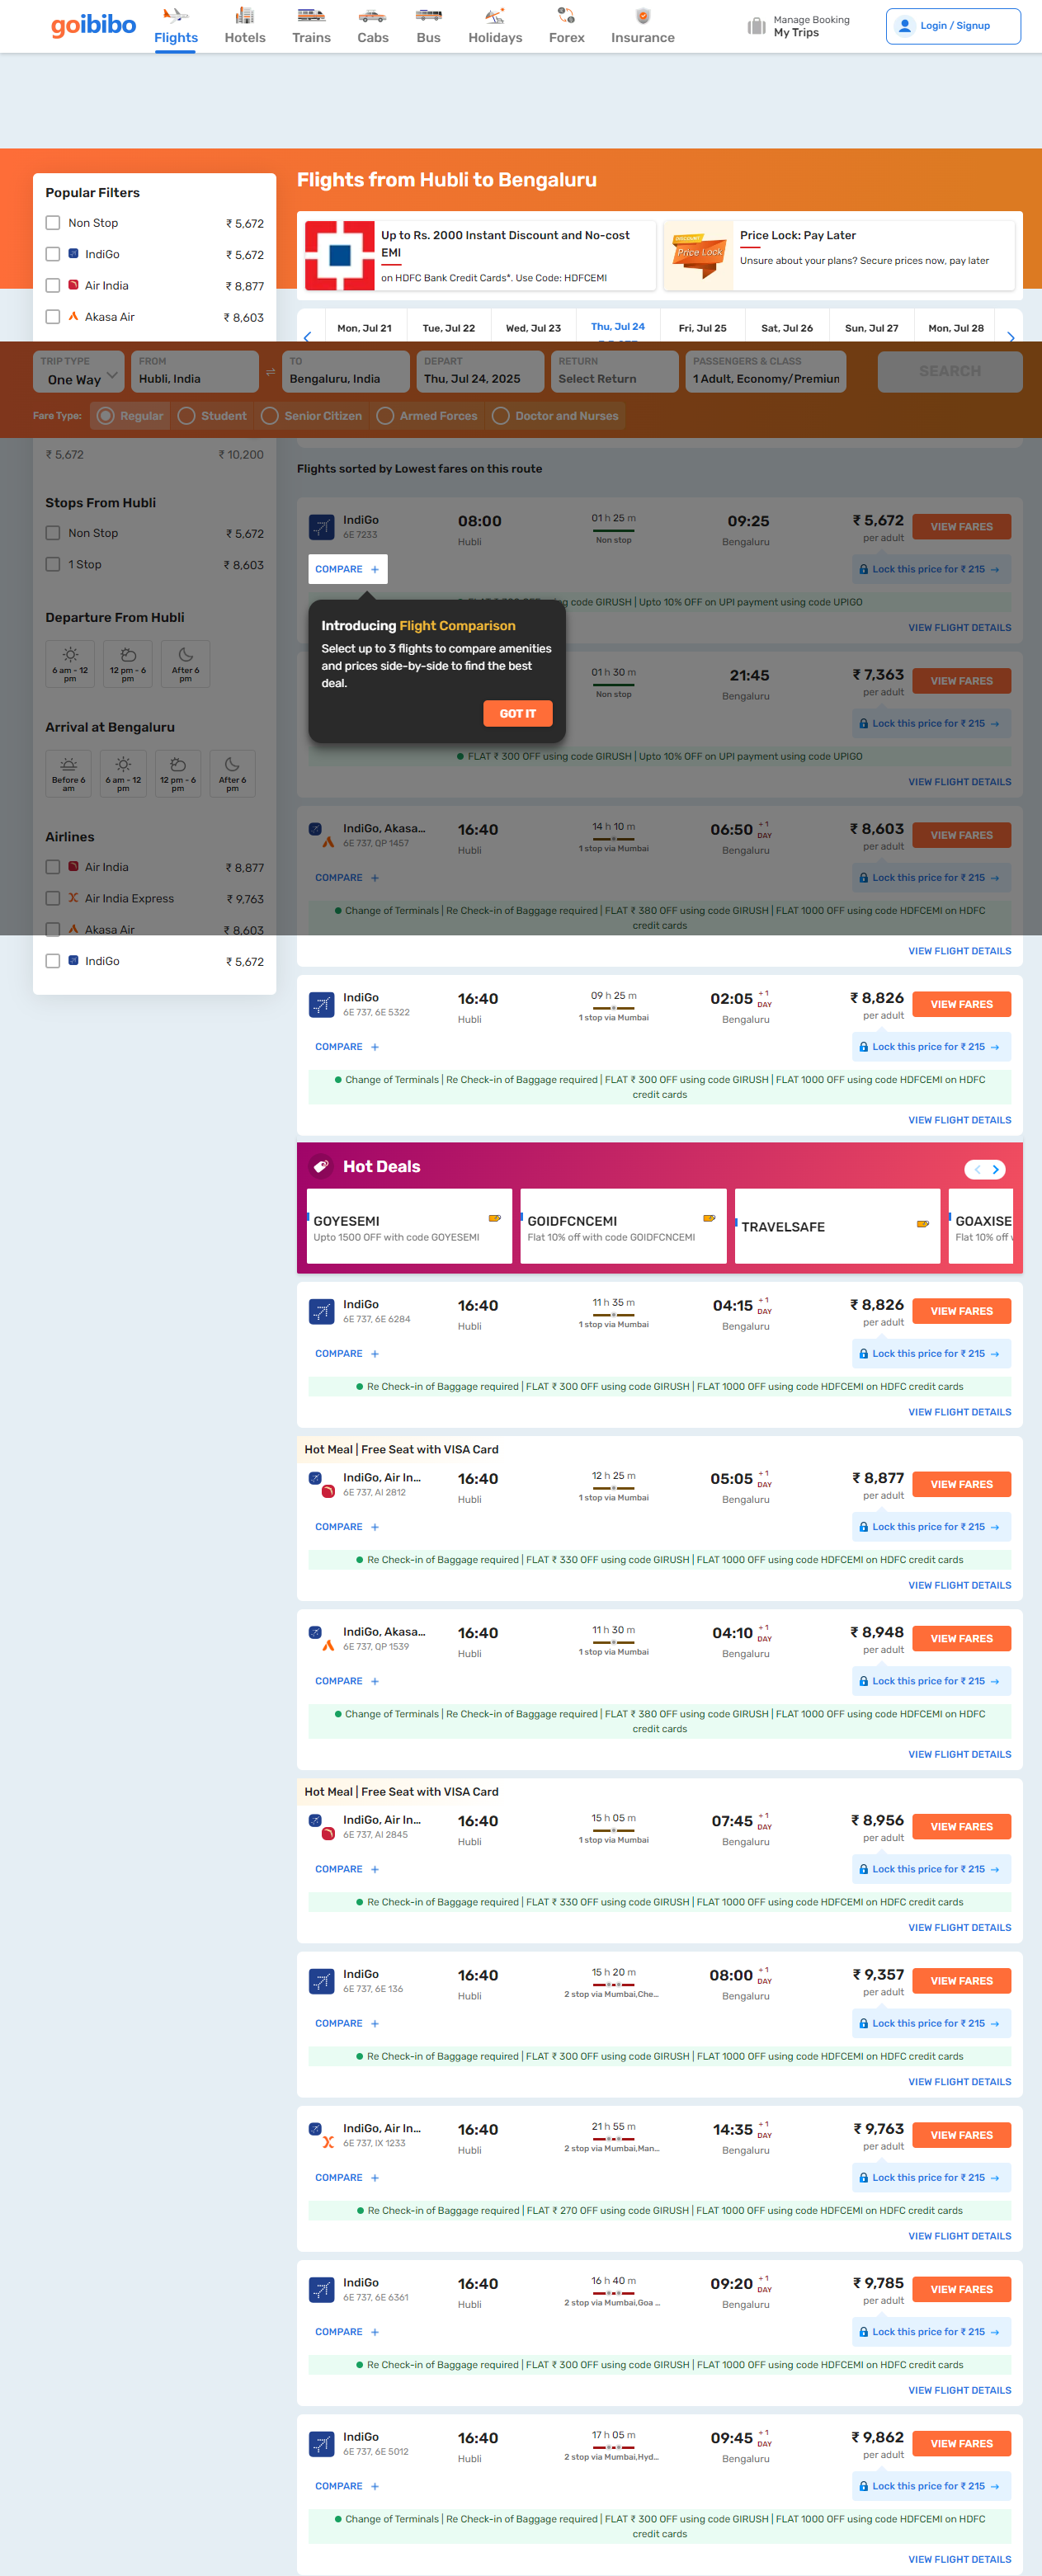 goibibo
Flights
Hotels
Trains
Cabs
Bus
Holidays
Forex
Insurance
Manage Booking
My Trips
Login / Signup
Popular Filters
Non Stop ₹ 5,672
IndiGo ₹ 5,672
Air India ₹ 8,877
Akasa Air ₹ 8,603
Flights from Hubli to Bengaluru
Up to Rs. 2000 Instant Discount and No-cost
EMI
on HDFC Bank Credit Cards*. Use Code: HDFCEMI
DISCOUNT
Price Lock
Price Lock: Pay Later
Unsure about your plans? Secure prices now, pay later
Mon, Jul 21
Tue, Jul 22
Wed, Jul 23
Thu, Jul 24
Fri, Jul 25
Sat, Jul 26
Sun, Jul 27
Mon, Jul 28
TRIP TYPE
One Way
FROM
Hubli, India
TO
Bengaluru, India
DEPART
Thu, Jul 24, 2025
RETURN
Select Return
PASSENGERS & CLASS
1 Adult, Economy/Premiun
SEARCH
Fare Type: Regular Student Senior Citizen Armed Forces Doctor and Nurses
₹ 5,672 ₹ 10,200
Stops From Hubli
Non Stop ₹ 5,672
1 Stop ₹ 8,603
Departure From Hubli
6 am - 12
pm
12 pm - 6
pm
After 6
pm
Arrival at Bengaluru
Before 6
am
6 am - 12
pm
12 pm - 6
pm
After 6
pm
Airlines
Air India ₹ 8,877
Air India Express ₹ 9,763
Akasa Air ₹ 8,603
IndiGo ₹ 5,672
Flights sorted by Lowest fares on this route
IndiGo 08:00 01 h 25 m 09:25 ₹ 5,672 VIEW FARES
6E 7233 Hubli Non stop Bengaluru per adult
COMPARE + Lock this price for ₹ 215 →
code GIRUSH | Upto 10% OFF on UPI payment using code UPIGO
VIEW FLIGHT DETAILS
Introducing Flight Comparison
Select up to 3 flights to compare amenities
and prices side-by-side to find the best
deal.
GOT IT
01 h 30 m 21:45 ₹ 7,363 VIEW FARES
Non stop Bengaluru per adult
Lock this price for ₹ 215 →
FLAT ₹ 300 OFF using code GIRUSH | Upto 10% OFF on UPI payment using code UPIGO
VIEW FLIGHT DETAILS
IndiGo, Akasa... 16:40 14 h 10 m 06:50 +1 DAY ₹ 8,603 VIEW FARES
6E 737, QP 1457 Hubli 1 stop via Mumbai Bengaluru per adult
COMPARE + Lock this price for ₹ 215 →
Change of Terminals | Re Check-in of Baggage required | FLAT ₹ 380 OFF using code GIRUSH | FLAT 1000 OFF using code HDFCEMI on HDFC
credit cards
VIEW FLIGHT DETAILS
IndiGo 16:40 09 h 25 m 02:05 +1 DAY ₹ 8,826 VIEW FARES
6E 737, 6E 5322 Hubli 1 stop via Mumbai Bengaluru per adult
COMPARE + Lock this price for ₹ 215 →
Change of Terminals | Re Check-in of Baggage required | FLAT ₹ 300 OFF using code GIRUSH | FLAT 1000 OFF using code HDFCEMI on HDFC
credit cards
VIEW FLIGHT DETAILS
Hot Deals
GOYESEMI
Upto 1500 OFF with code GOYESEMI
GOIDFCNCEMI
Flat 10% off with code GOIDFCNCEMI
TRAVELSAFE
GOAXISE
Flat 10% off
IndiGo 16:40 11 h 35 m 04:15 +1 DAY ₹ 8,826 VIEW FARES
6E 737, 6E 6284 Hubli 1 stop via Mumbai Bengaluru per adult
COMPARE + Lock this price for ₹ 215 →
Re Check-in of Baggage required | FLAT ₹ 300 OFF using code GIRUSH | FLAT 1000 OFF using code HDFCEMI on HDFC credit cards
VIEW FLIGHT DETAILS
Hot Meal | Free Seat with VISA Card
IndiGo, Air In... 16:40 12 h 25 m 05:05 +1 DAY ₹ 8,877 VIEW FARES
6E 737, AI 2812 Hubli 1 stop via Mumbai Bengaluru per adult
COMPARE + Lock this price for ₹ 215 →
Re Check-in of Baggage required | FLAT ₹ 330 OFF using code GIRUSH | FLAT 1000 OFF using code HDFCEMI on HDFC credit cards
VIEW FLIGHT DETAILS
IndiGo, Akasa... 16:40 11 h 30 m 04:10 +1 DAY ₹ 8,948 VIEW FARES
6E 737, QP 1539 Hubli 1 stop via Mumbai Bengaluru per adult
COMPARE + Lock this price for ₹ 215 →
Change of Terminals | Re Check-in of Baggage required | FLAT ₹ 380 OFF using code GIRUSH | FLAT 1000 OFF using code HDFCEMI on HDFC
credit cards
VIEW FLIGHT DETAILS
Hot Meal | Free Seat with VISA Card
IndiGo, Air In... 16:40 15 h 05 m 07:45 +1 DAY ₹ 8,956 VIEW FARES
6E 737, AI 2845 Hubli 1 stop via Mumbai Bengaluru per adult
COMPARE + Lock this price for ₹ 215 →
Re Check-in of Baggage required | FLAT ₹ 330 OFF using code GIRUSH | FLAT 1000 OFF using code HDFCEMI on HDFC credit cards
VIEW FLIGHT DETAILS
IndiGo 16:40 15 h 20 m 08:00 +1 DAY ₹ 9,357 VIEW FARES
6E 737, 6E 136 Hubli 2 stop via Mumbai,Che... Bengaluru per adult
COMPARE + Lock this price for ₹ 215 →
Re Check-in of Baggage required | FLAT ₹ 300 OFF using code GIRUSH | FLAT 1000 OFF using code HDFCEMI on HDFC credit cards
VIEW FLIGHT DETAILS
IndiGo, Air In... 16:40 21 h 55 m 14:35 +1 DAY ₹ 9,763 VIEW FARES
6E 737, IX 1233 Hubli 2 stop via Mumbai,Man... Bengaluru per adult
COMPARE + Lock this price for ₹ 215 →
Re Check-in of Baggage required | FLAT ₹ 270 OFF using code GIRUSH | FLAT 1000 OFF using code HDFCEMI on HDFC credit cards
VIEW FLIGHT DETAILS
IndiGo 16:40 16 h 40 m 09:20 +1 DAY ₹ 9,785 VIEW FARES
6E 737, 6E 6361 Hubli 2 stop via Mumbai,Goa ... Bengaluru per adult
COMPARE + Lock this price for ₹ 215 →
Re Check-in of Baggage required | FLAT ₹ 300 OFF using code GIRUSH | FLAT 1000 OFF using code HDFCEMI on HDFC credit cards
VIEW FLIGHT DETAILS
IndiGo 16:40 17 h 05 m 09:45 +1 DAY ₹ 9,862 VIEW FARES
6E 737, 6E 5012 Hubli 2 stop via Mumbai,Hyd... Bengaluru per adult
COMPARE + Lock this price for ₹ 215 →
Change of Terminals | Re Check-in of Baggage required | FLAT ₹ 300 OFF using code GIRUSH | FLAT 1000 OFF using code HDFCEMI on HDFC
credit cards
VIEW FLIGHT DETAILS